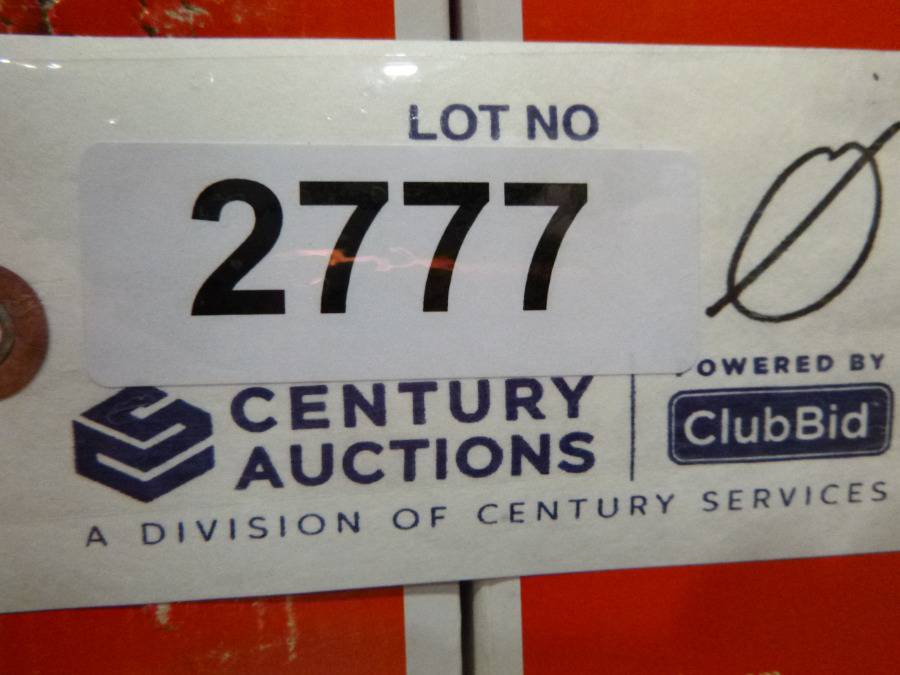 LOT NO
2777
Ø
CENTURY
AUCTIONS
POWERED BY
ClubBid
A DIVISION OF CENTURY SERVICES